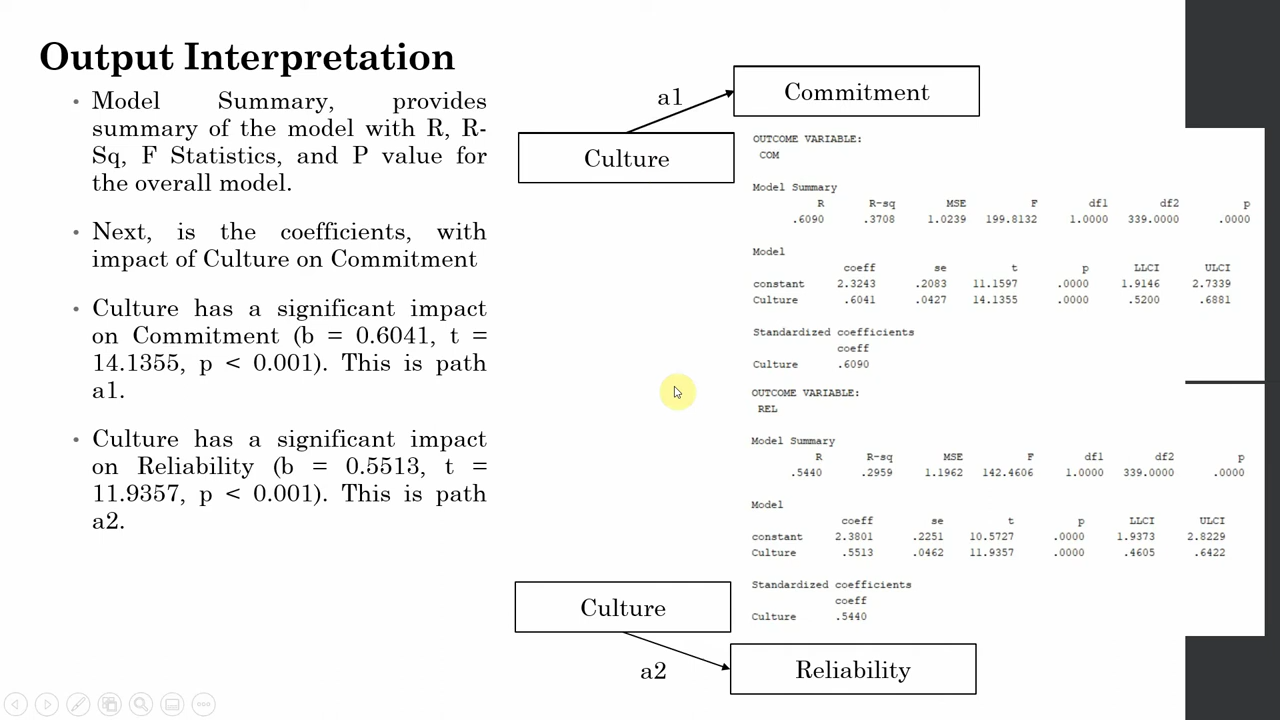 Output Interpretation
• Model Summary, provides
summary of the model with R, R-
Sq, F Statistics, and P value for
the overall model.
• Next, is the coefficients, with
impact of Culture on Commitment
• Culture has a significant impact
on Commitment (b = 0.6041, t =
14.1355, p < 0.001). This is path
a1.
• Culture has a significant impact
on Reliability (b = 0.5513, t =
11.9357, p < 0.001). This is path
a2.
Commitment
a1
Culture
OUTCOME VARIABLE:
COM
Model Summary
R R-sq MSE F df1 df2 p
.6090 .3708 1.0239 199.8132 1.0000 339.0000 .0000
Model
coeff se t p LLCI ULCI
constant 2.3243 .2083 11.1597 .0000 1.9146 2.7339
Culture .6041 .0427 14.1355 .0000 .5200 .6881
Standardized coefficients
coeff
Culture .6090
OUTCOME VARIABLE:
REL
Model Summary
R R-sq MSE F df1 df2 p
.5440 .2959 1.1962 142.4606 1.0000 339.0000 .0000
Model
coeff se t p LLCI ULCI
constant 2.3801 .2251 10.5727 .0000 1.9373 2.8229
Culture .5513 .0462 11.9357 .0000 .4605 .6422
Standardized coefficients
coeff
Culture .5440
Culture
a2
Reliability